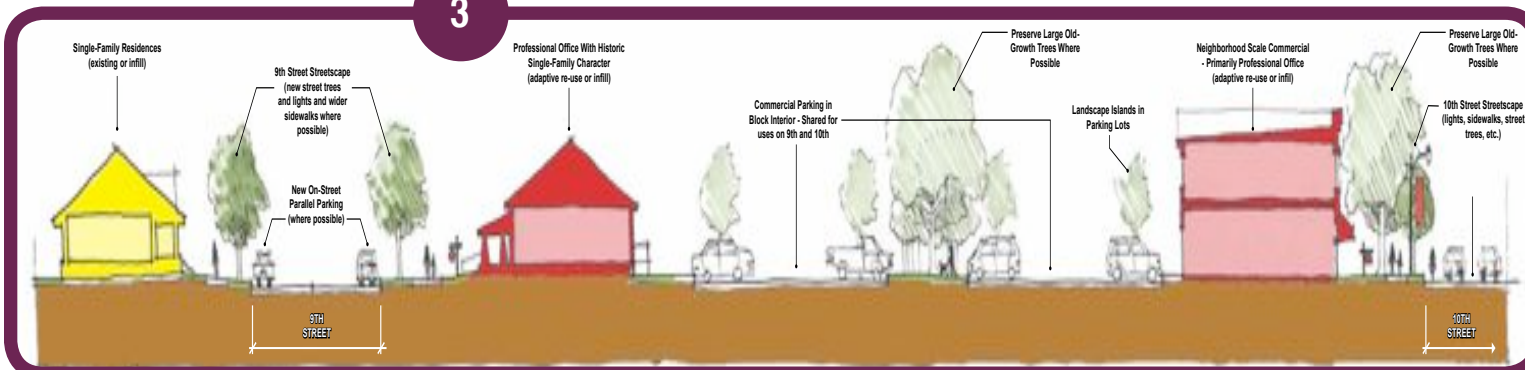 3
Single-Family Residences
(existing or infill)
9th Street Streetscape
(new street trees
and lights and wider
sidewalks where
possible)
New On-Street
Parallel Parking
(where possible)
Professional Office With Historic
Single-Family Character
(adaptive re-use or infill)
Commercial Parking in
Block Interior - Shared for
uses on 9th and 10th
Preserve Large Old-
Growth Trees Where
Possible
Landscape Islands in
Parking Lots
Neighborhood Scale Commercial
- Primarily Professional Office
(adaptive re-use or infil)
Preserve Large Old-
Growth Trees Where
Possible
10th Street Streetscape
(lights, sidewalks, street
trees, etc.)
9TH
STREET
10TH
STREET